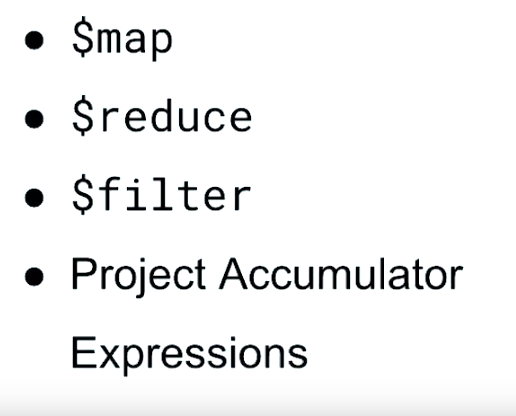 ● $map
● $reduce
● $filter
● Project Accumulator
Expressions